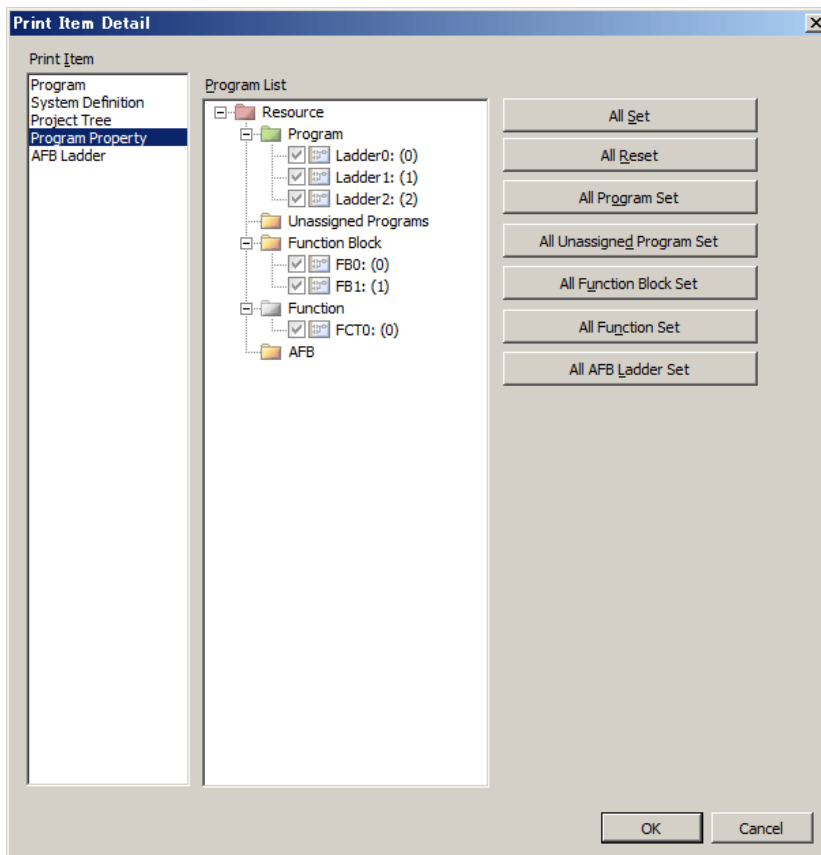 Print Item Detail
Print Item
Program
System Definition
Project Tree
Program Property
AFB Ladder
Program List
Resource
Program
Ladder0: (0)
Ladder1: (1)
Ladder2: (2)
Unassigned Programs
Function Block
FB0: (0)
FB1: (1)
Function
FCT0: (0)
AFB
All Set
All Reset
All Program Set
All Unassigned Program Set
All Function Block Set
All Function Set
All AFB Ladder Set
OK
Cancel